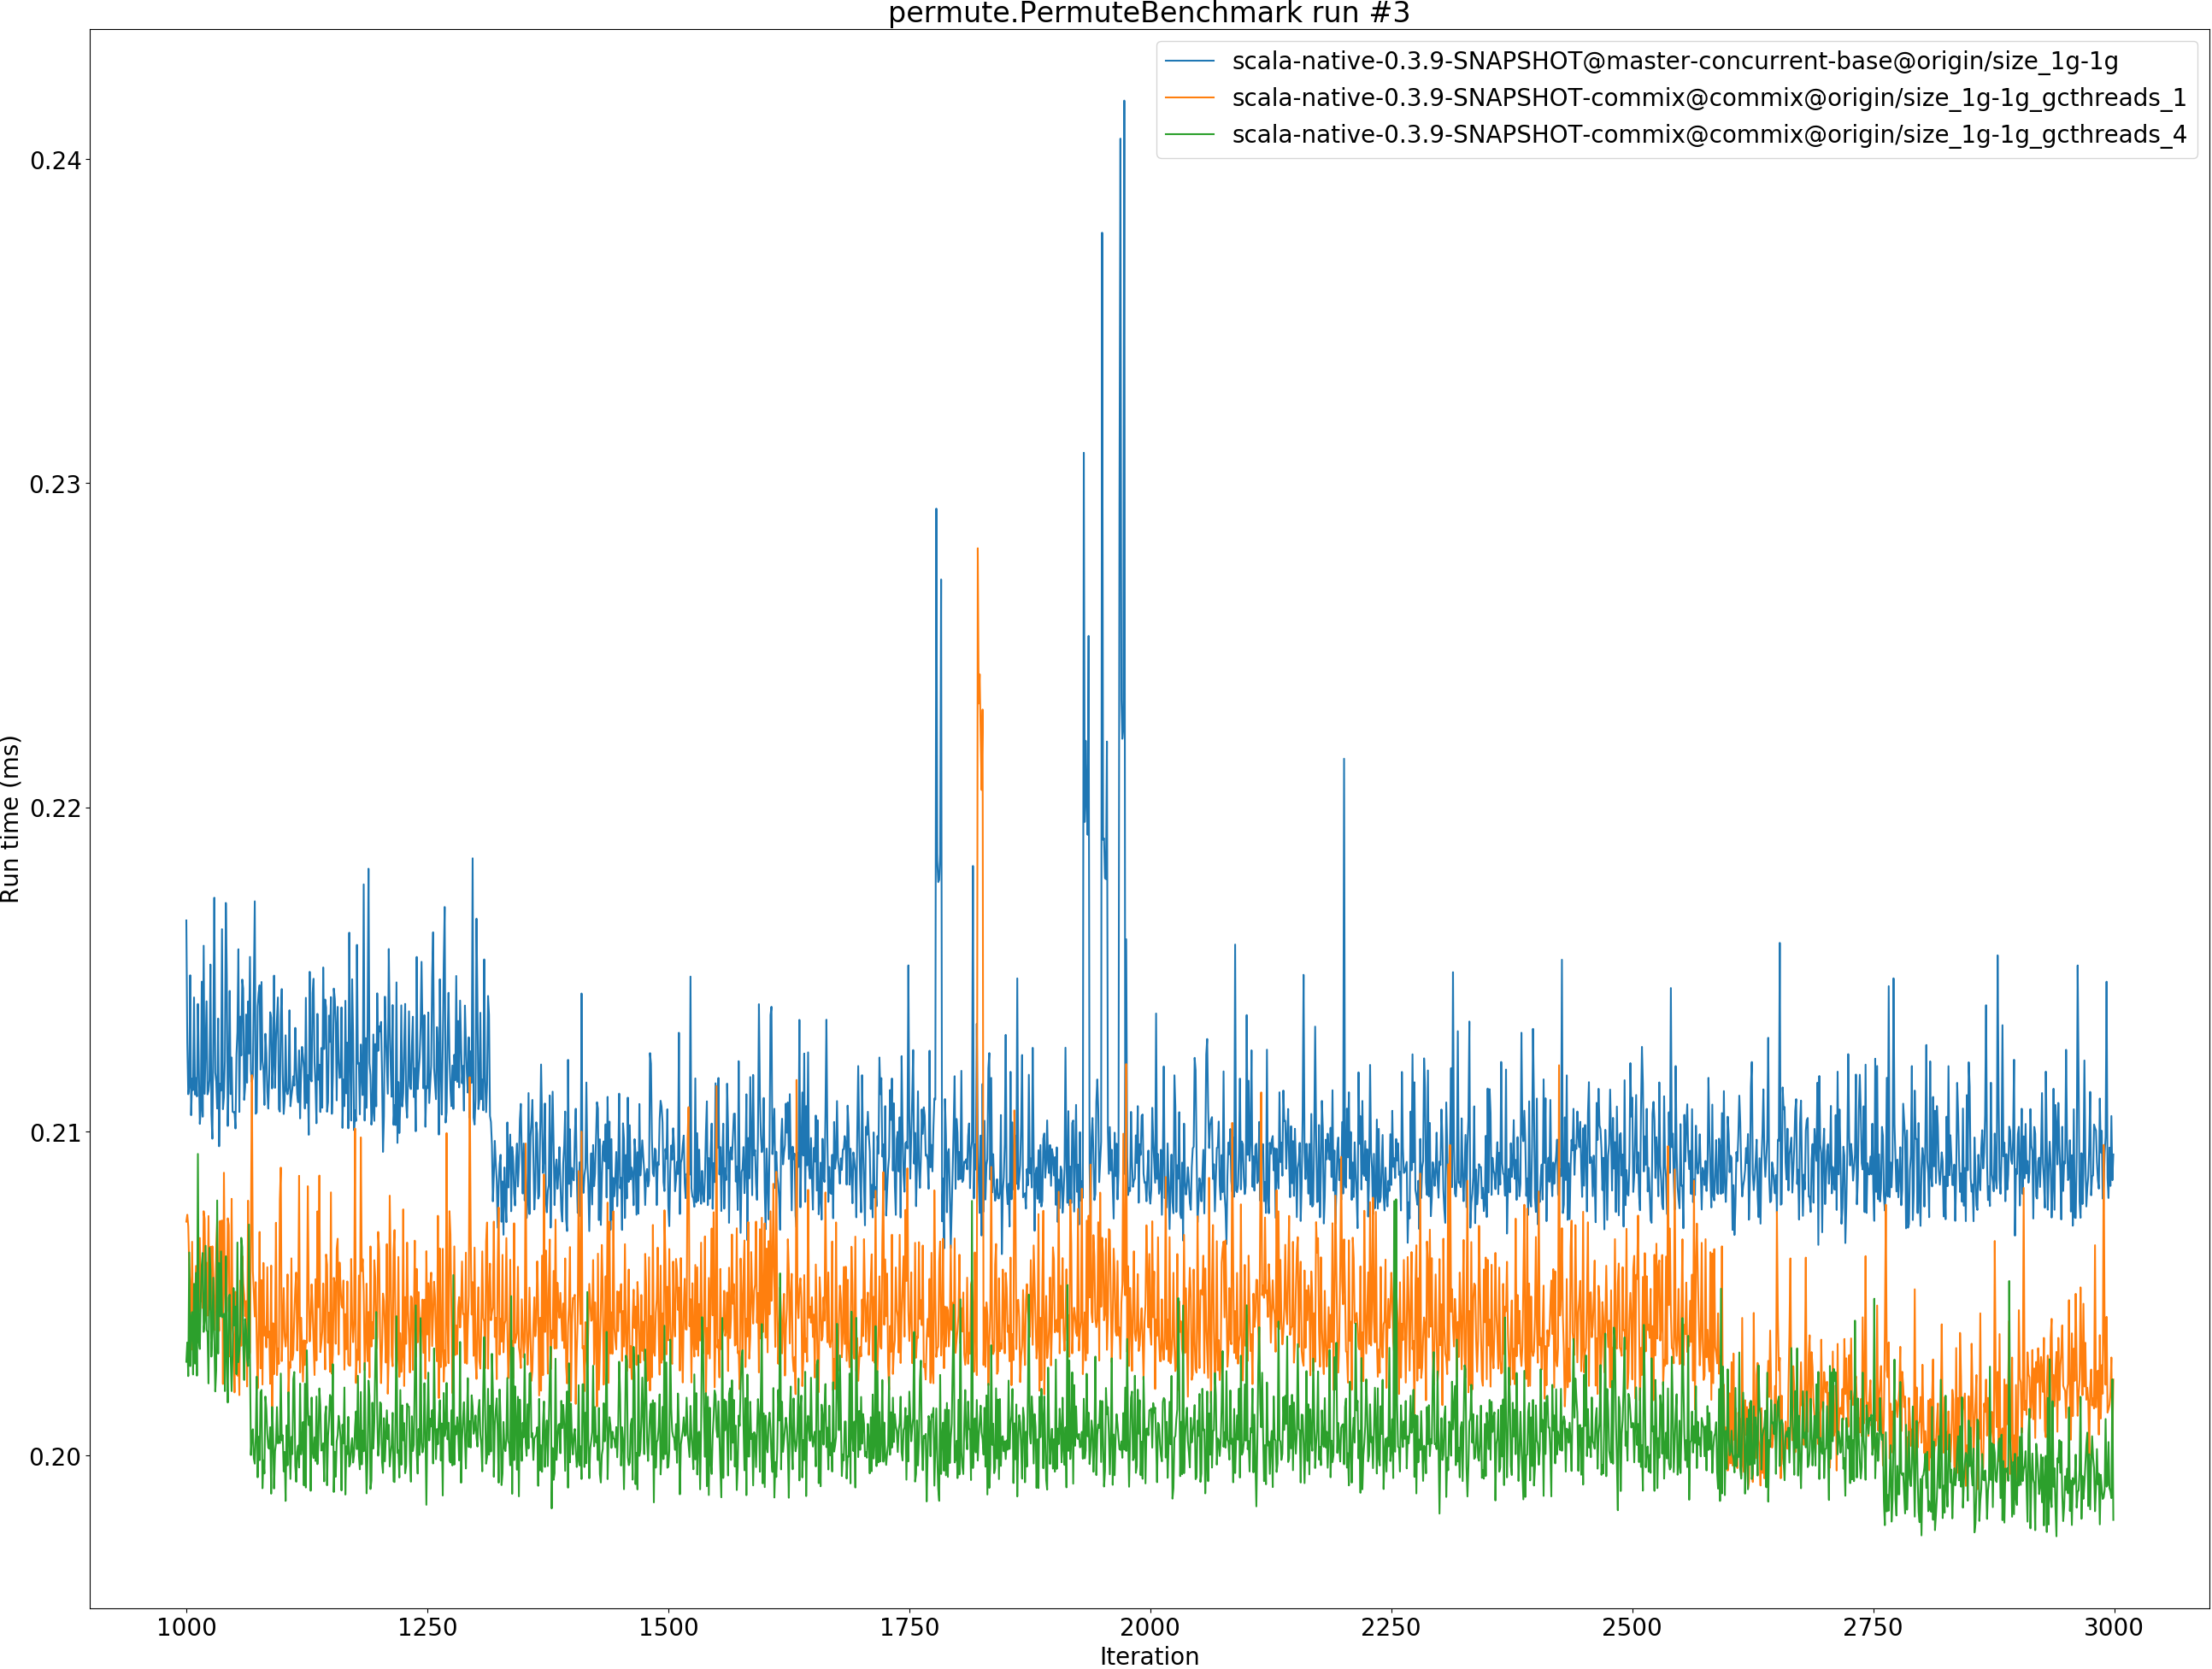 permute.PermuteBenchmark run #3
scala-native-0.3.9-SNAPSHOT@master-concurrent-base@origin/size_1g-1g
scala-native-0.3.9-SNAPSHOT-commix@commix@origin/size_1g-1g_gcthreads_1
scala-native-0.3.9-SNAPSHOT-commix@commix@origin/size_1g-1g_gcthreads_4
0.24
0.23
0.22
0.21
0.20
Run time (ms)
1000 1250 1500 1750 2000 2250 2500 2750 3000
Iteration